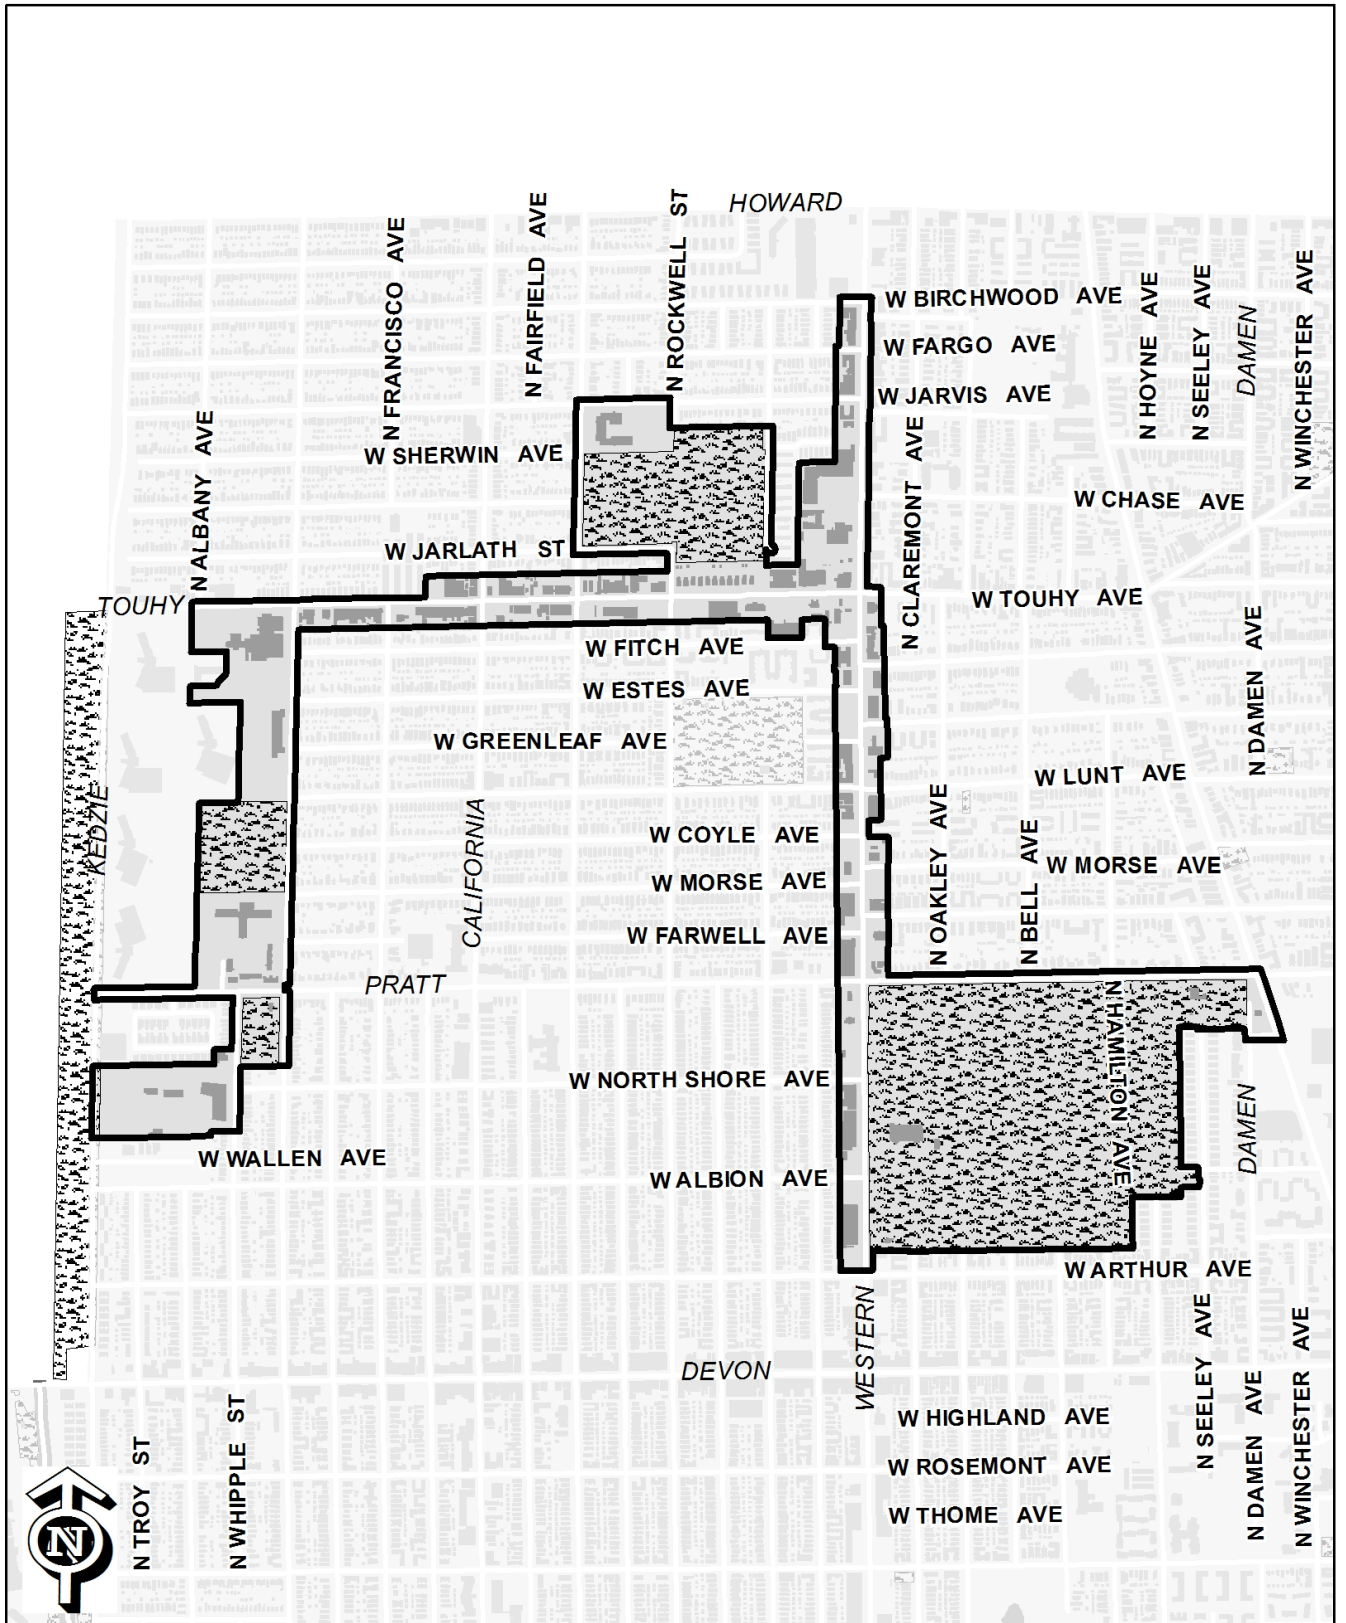 HOWARD
N FRANCISCO AVE
N FAIRFIELD AVE
N ROCKWELL ST
W BIRCHWOOD AVE
W FARGO AVE
W JARVIS AVE
N HOYNE AVE
N SEELEY AVE
DAMEN
N WINCHESTER AVE
N ALBANY AVE
W SHERWIN AVE
N CLAREMONT AVE
W CHASE AVE
W JARLATH ST
TOUHY
W TOUHY AVE
W FITCH AVE
W ESTES AVE
N DAMEN AVE
W GREENLEAF AVE
KEDZIE
CALIFORNIA
W LUNT AVE
W COYLE AVE
N OAKLEY AVE
N BELL AVE
W MORSE AVE
W MORSE AVE
W FARWELL AVE
PRATT
N HAMILTON AVE
W NORTH SHORE AVE
DAMEN
W WALLEN AVE
W ALBION AVE
W ARTHUR AVE
WESTERN
DEVON
N SEELEY AVE
N DAMEN AVE
N WINCHESTER AVE
W HIGHLAND AVE
W ROSEMONT AVE
W THOME AVE
N TROY ST
N WHIPPLE ST
N